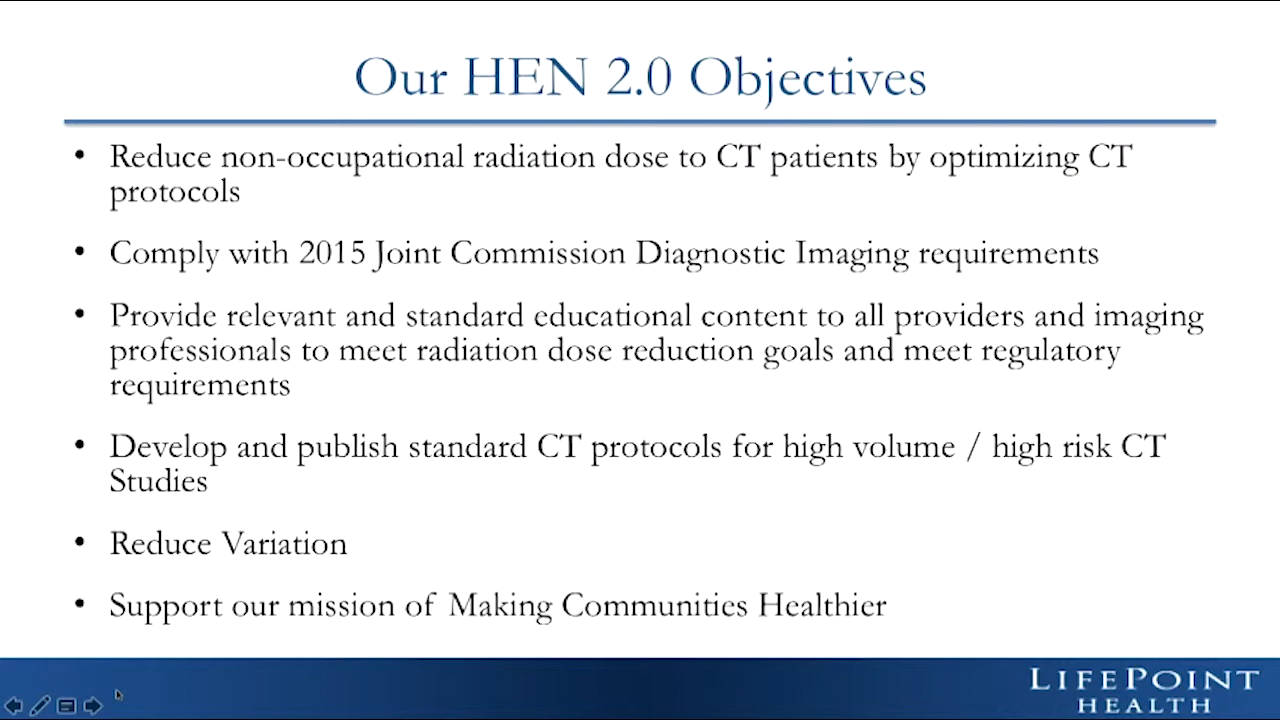 Our HEN 2.0 Objectives
• Reduce non-occupational radiation dose to CT patients by optimizing CT
protocols
• Comply with 2015 Joint Commission Diagnostic Imaging requirements
• Provide relevant and standard educational content to all providers and imaging
professionals to meet radiation dose reduction goals and meet regulatory
requirements
• Develop and publish standard CT protocols for high volume / high risk CT
Studies
• Reduce Variation
• Support our mission of Making Communities Healthier
LIFEPOINT
HEALTH